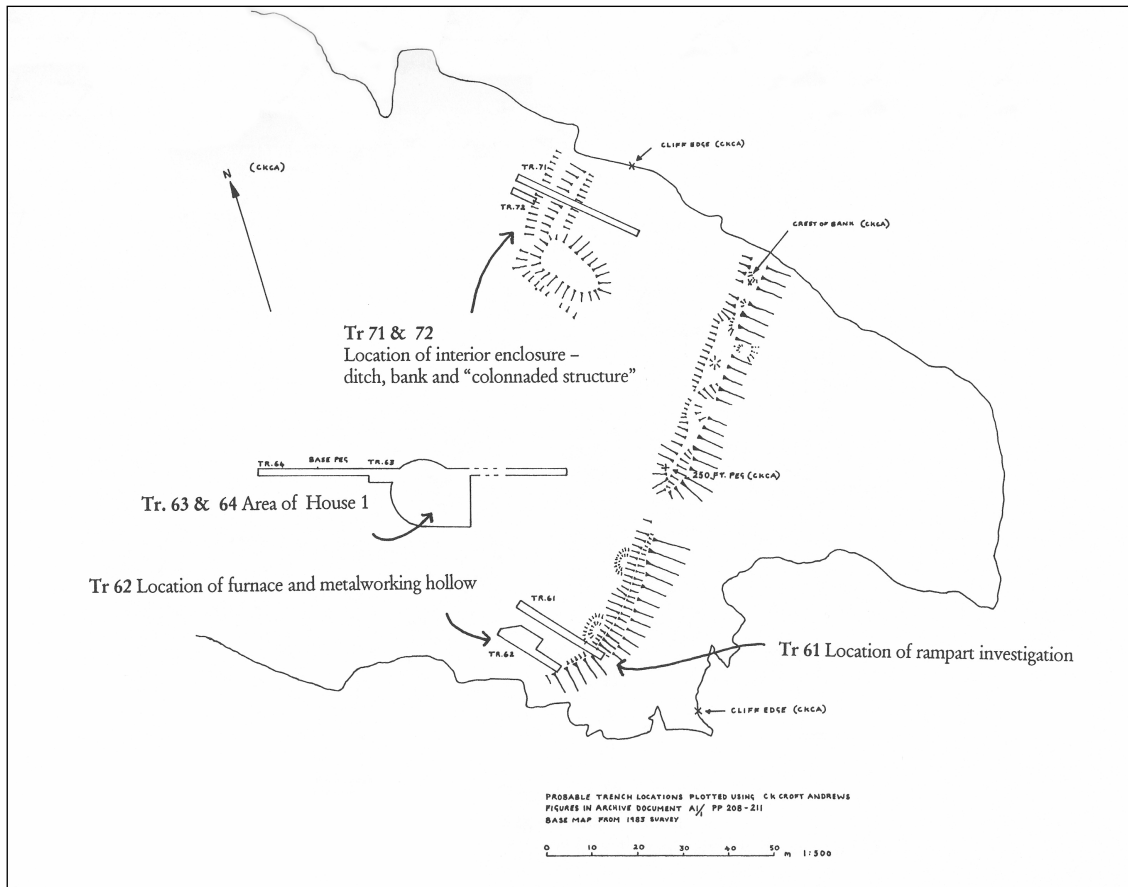 CLIFF EDGE (CKCA)
N (CKCA)
TR.71
TR.72
CREST OF BANK (CKCA)
Tr 71 & 72
Location of interior enclosure –
ditch, bank and “colonnaded structure”
TR.64 BASE PEG TR.63
250 FT. PEG (CKCA)
Tr. 63 & 64 Area of House 1
Tr 62 Location of furnace and metalworking hollow
TR.61
TR.62
Tr 61 Location of rampart investigation
CLIFF EDGE (CKCA)
PROBABLE TRENCH LOCATIONS PLOTTED USING CK CROFT ANDREWS
FIGURES IN ARCHIVE DOCUMENT A1/1 PP 208-211
BASE MAP FROM 1983 SURVEY
0 10 20 30 40 50 m 1:500